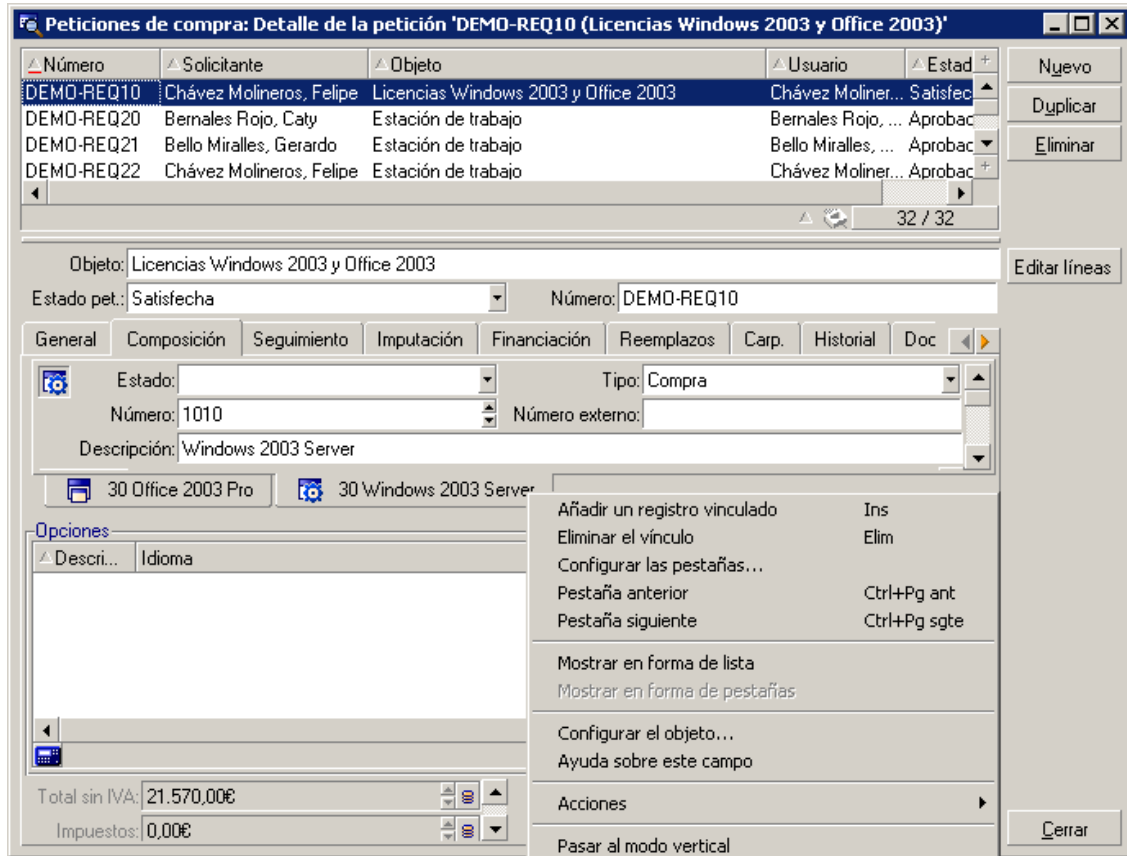 Peticiones de compra: Detalle de la petición 'DEMO-REQ10 (Licencias Windows 2003 y Office 2003)'
Número Solicitante Objeto Usuario Estad
DEMO-REQ10 Chávez Molineros, Felipe Licencias Windows 2003 y Office 2003 Chávez Moliner... Satisfec
DEMO-REQ20 Bernales Rojo, Caty Estación de trabajo Bernales Rojo, ... Aprobac
DEMO-REQ21 Bello Miralles, Gerardo Estación de trabajo Bello Miralles, ... Aprobac
DEMO-REQ22 Chávez Molineros, Felipe Estación de trabajo Chávez Moliner... Aprobac
32 / 32
Nuevo
Duplicar
Eliminar
Objeto: Licencias Windows 2003 y Office 2003
Editar líneas
Estado pet.: Satisfecha Número: DEMO-REQ10
General Composición Seguimiento Imputación Financiación Reemplazos Carp. Historial Doc
Estado: Tipo: Compra
Número: 1010 Número externo:
Descripción: Windows 2003 Server
30 Office 2003 Pro 30 Windows 2003 Server
Opciones
Descri... Idioma
Añadir un registro vinculado Ins
Eliminar el vínculo Elim
Configurar las pestañas...
Pestaña anterior Ctrl+Pg ant
Pestaña siguiente Ctrl+Pg sgte
Mostrar en forma de lista
Mostrar en forma de pestañas
Configurar el objeto...
Ayuda sobre este campo
Acciones
Pasar al modo vertical
Total sin IVA: 21.570,00€
Impuestos: 0,00€
Cerrar